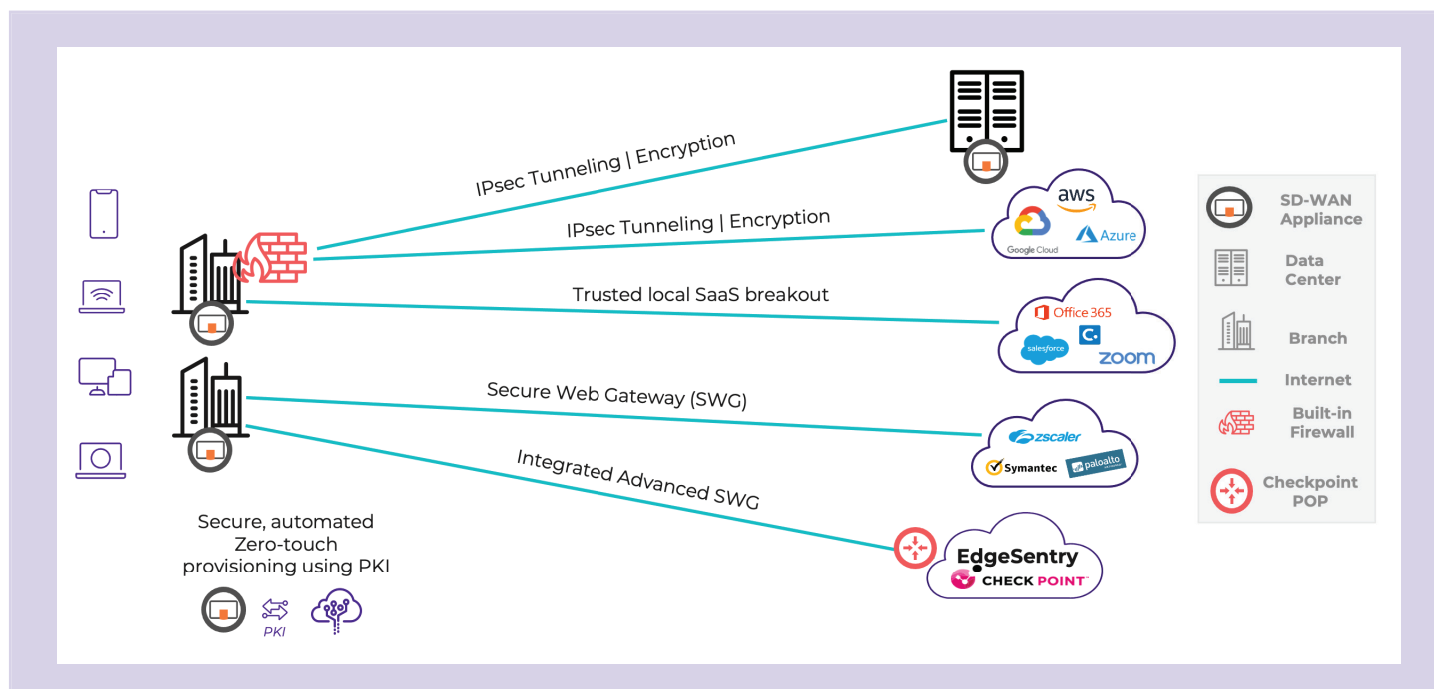 IPsec Tunneling | Encryption
IPsec Tunneling | Encryption
Trusted local SaaS breakout
Secure Web Gateway (SWG)
Integrated Advanced SWG
aws
Google Cloud
Azure
Office 365
C.
salesforce
zoom
zscaler
Symantec
paloalto
EdgeSentry
CHECK POINT
Secure, automated
Zero-touch
provisioning using PKI
PKI
SD-WAN
Appliance
Data
Center
Branch
Internet
Built-in
Firewall
Checkpoint
POP